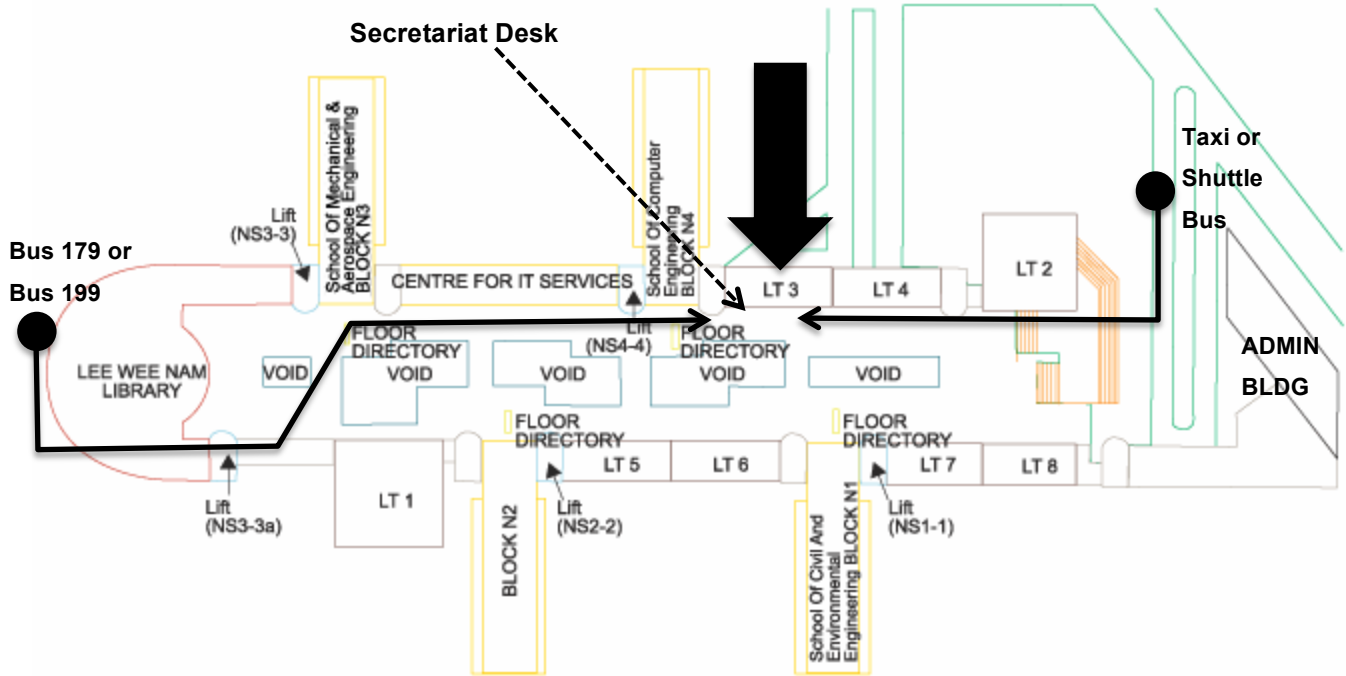 Secretariat Desk
School Of Mechanical &
Aerospace Engineering
BLOCK N3
School Of Computer
Engineering
BLOCK N4
Taxi or
Shuttle
Bus
Lift
(NS3-3)
Bus 179 or
Bus 199
CENTRE FOR IT SERVICES
LT 3
LT 4
LT 2
Lift
(NS4-4)
FLOOR
DIRECTORY
FLOOR
DIRECTORY
ADMIN
BLDG
LEE WEE NAM
LIBRARY
VOID
VOID
VOID
VOID
VOID
FLOOR
DIRECTORY
FLOOR
DIRECTORY
LT 5
LT 6
LT 7
LT 8
LT 1
Lift
(NS3-3a)
Lift
(NS2-2)
Lift
(NS1-1)
BLOCK N2
School Of Civil And
Environmental
Engineering BLOCK N1